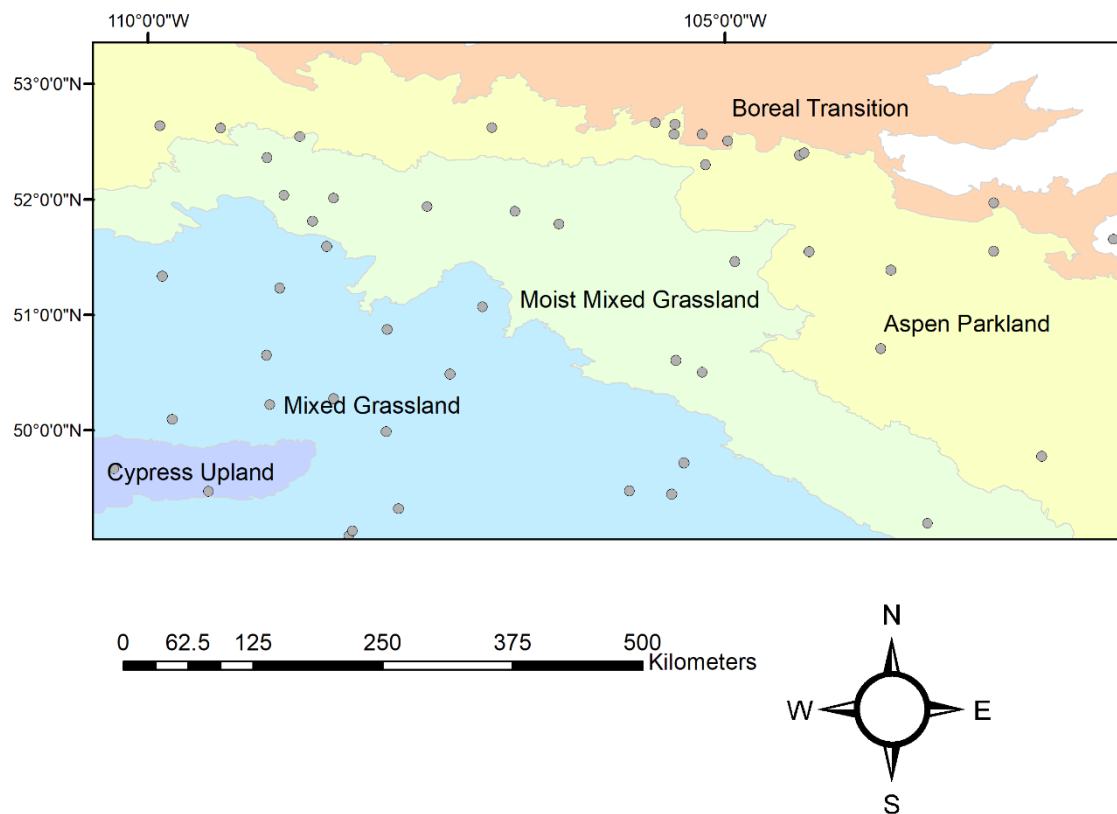 110°0'0"W 105°0'0"W
53°0'0"N
Boreal Transition
52°0'0"N
Moist Mixed Grassland
51°0'0"N
Aspen Parkland
Mixed Grassland
50°0'0"N
Cypress Upland
0 62.5 125 250 375 500
Kilometers
N
W E
S